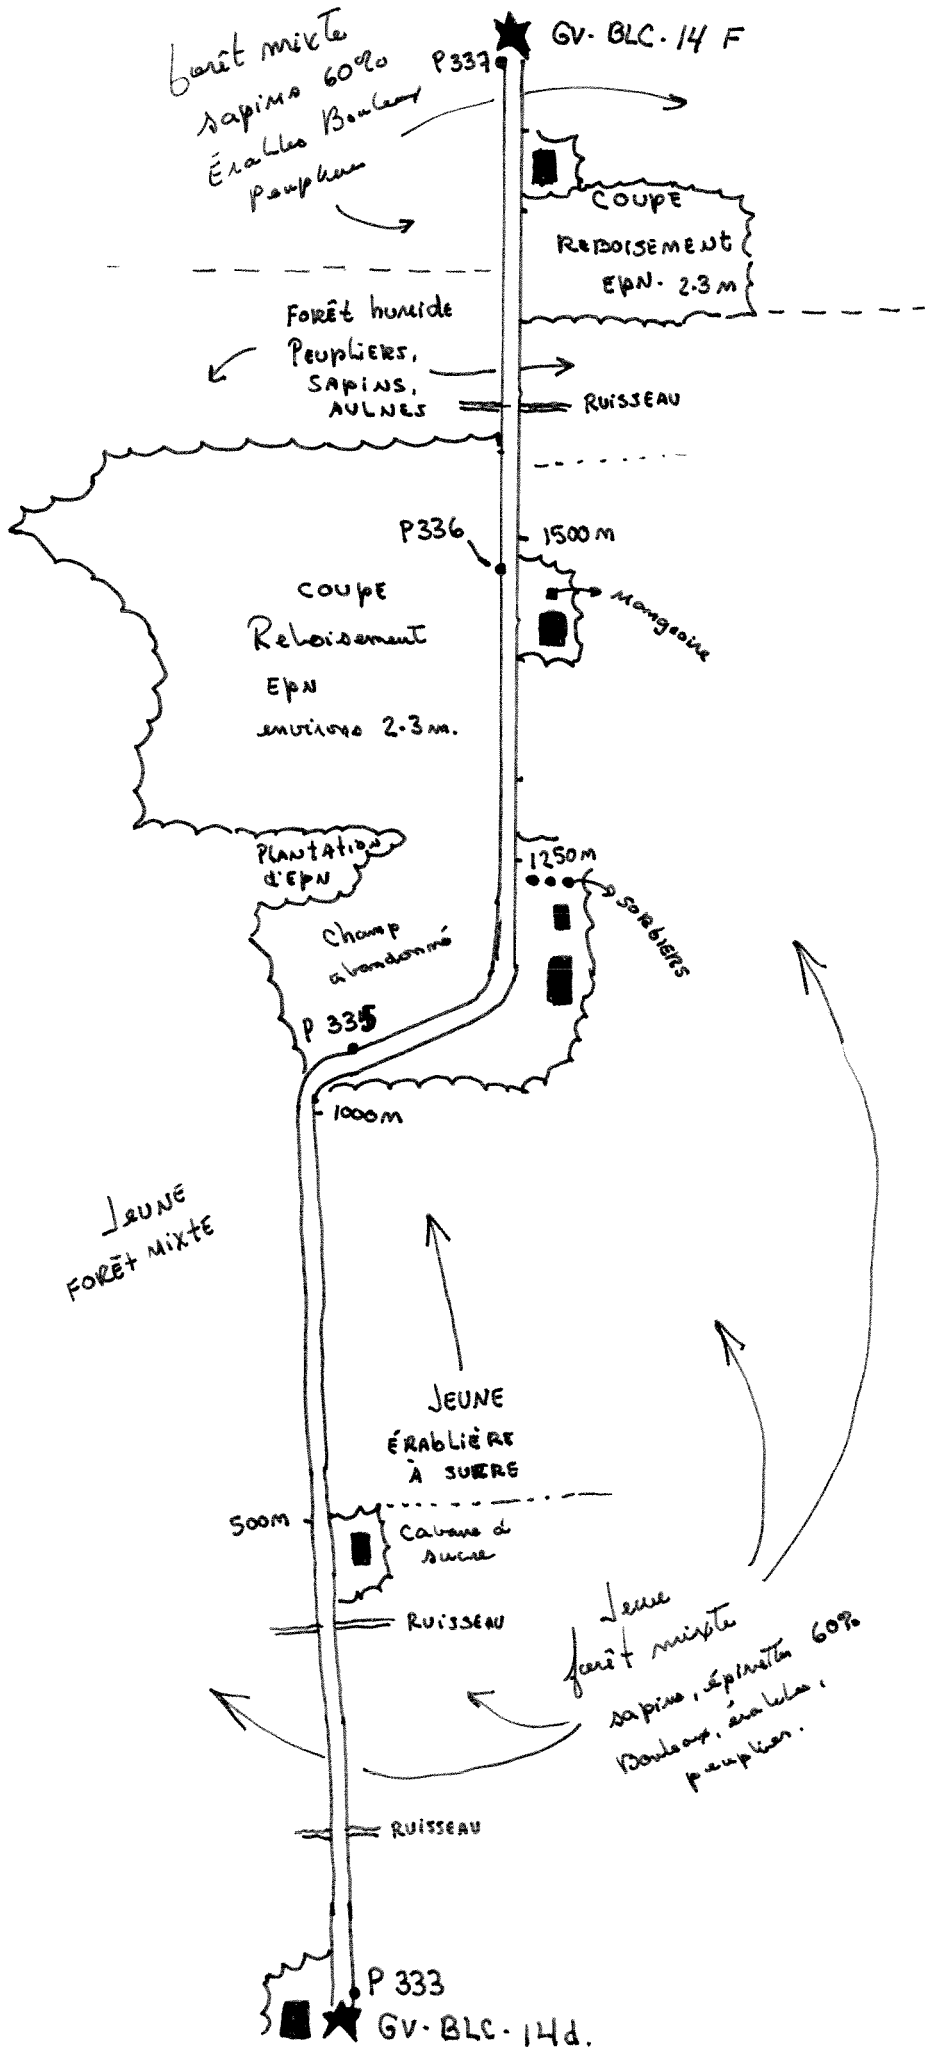 GV-BLC-14 F
P337
forêt mixte
sapins 60%
Érables Bouleaux
peupliers
COUPE
REBOISEMENT
EPN. 2.3 m
FORÊt humide
PEUPLIERS,
SAPINS,
AULNES
RUISSEAU
P336
1500 m
Mangeoire
COUPE
Reboisement
EPN
environs 2.3 m.
1250 m
PLANTATION
d'EPN
SORBIERS
Champ
abandonné
P 335
1000 m
JEUNE
FORÊt MIXTE
JEUNE
ÉRABLIÈRE
À SUCRE
500 m
Cabane à
sucre
RUISSEAU
Jeune
forêt mixte
sapins, épinettes 60%
Bouleaux, érables,
peuplier.
RUISSEAU
P 333
GV-BLC-14d.